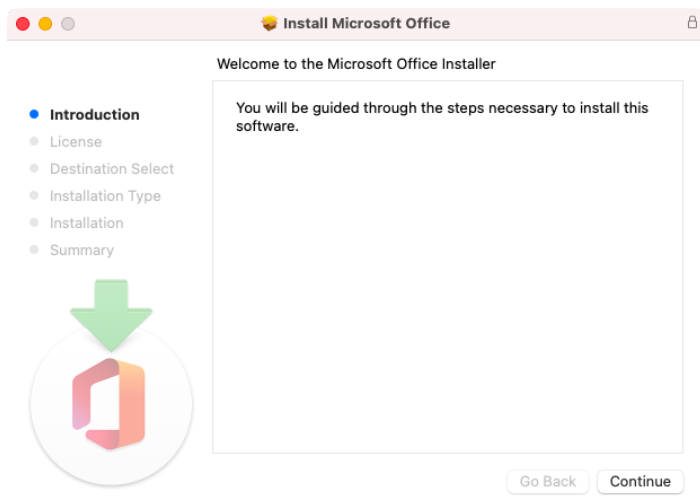 Install Microsoft Office
Welcome to the Microsoft Office Installer
Introduction
License
Destination Select
Installation Type
Installation
Summary
You will be guided through the steps necessary to install this
software.
Go Back
Continue